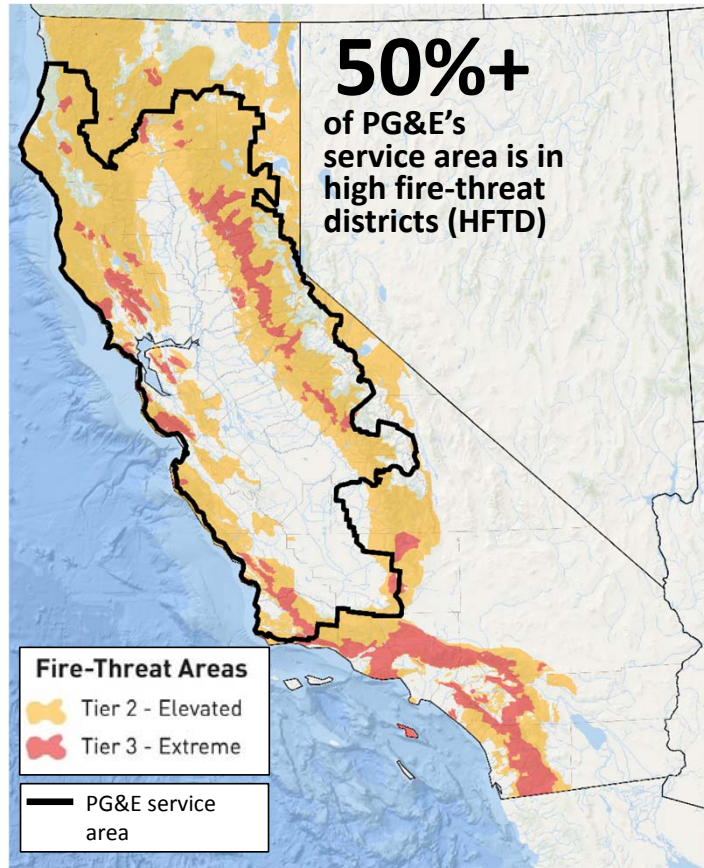 50%+
of PG&E’s
service area is in
high fire-threat
districts (HFTD)
Fire-Threat Areas
Tier 2 - Elevated
Tier 3 - Extreme
PG&E service
area